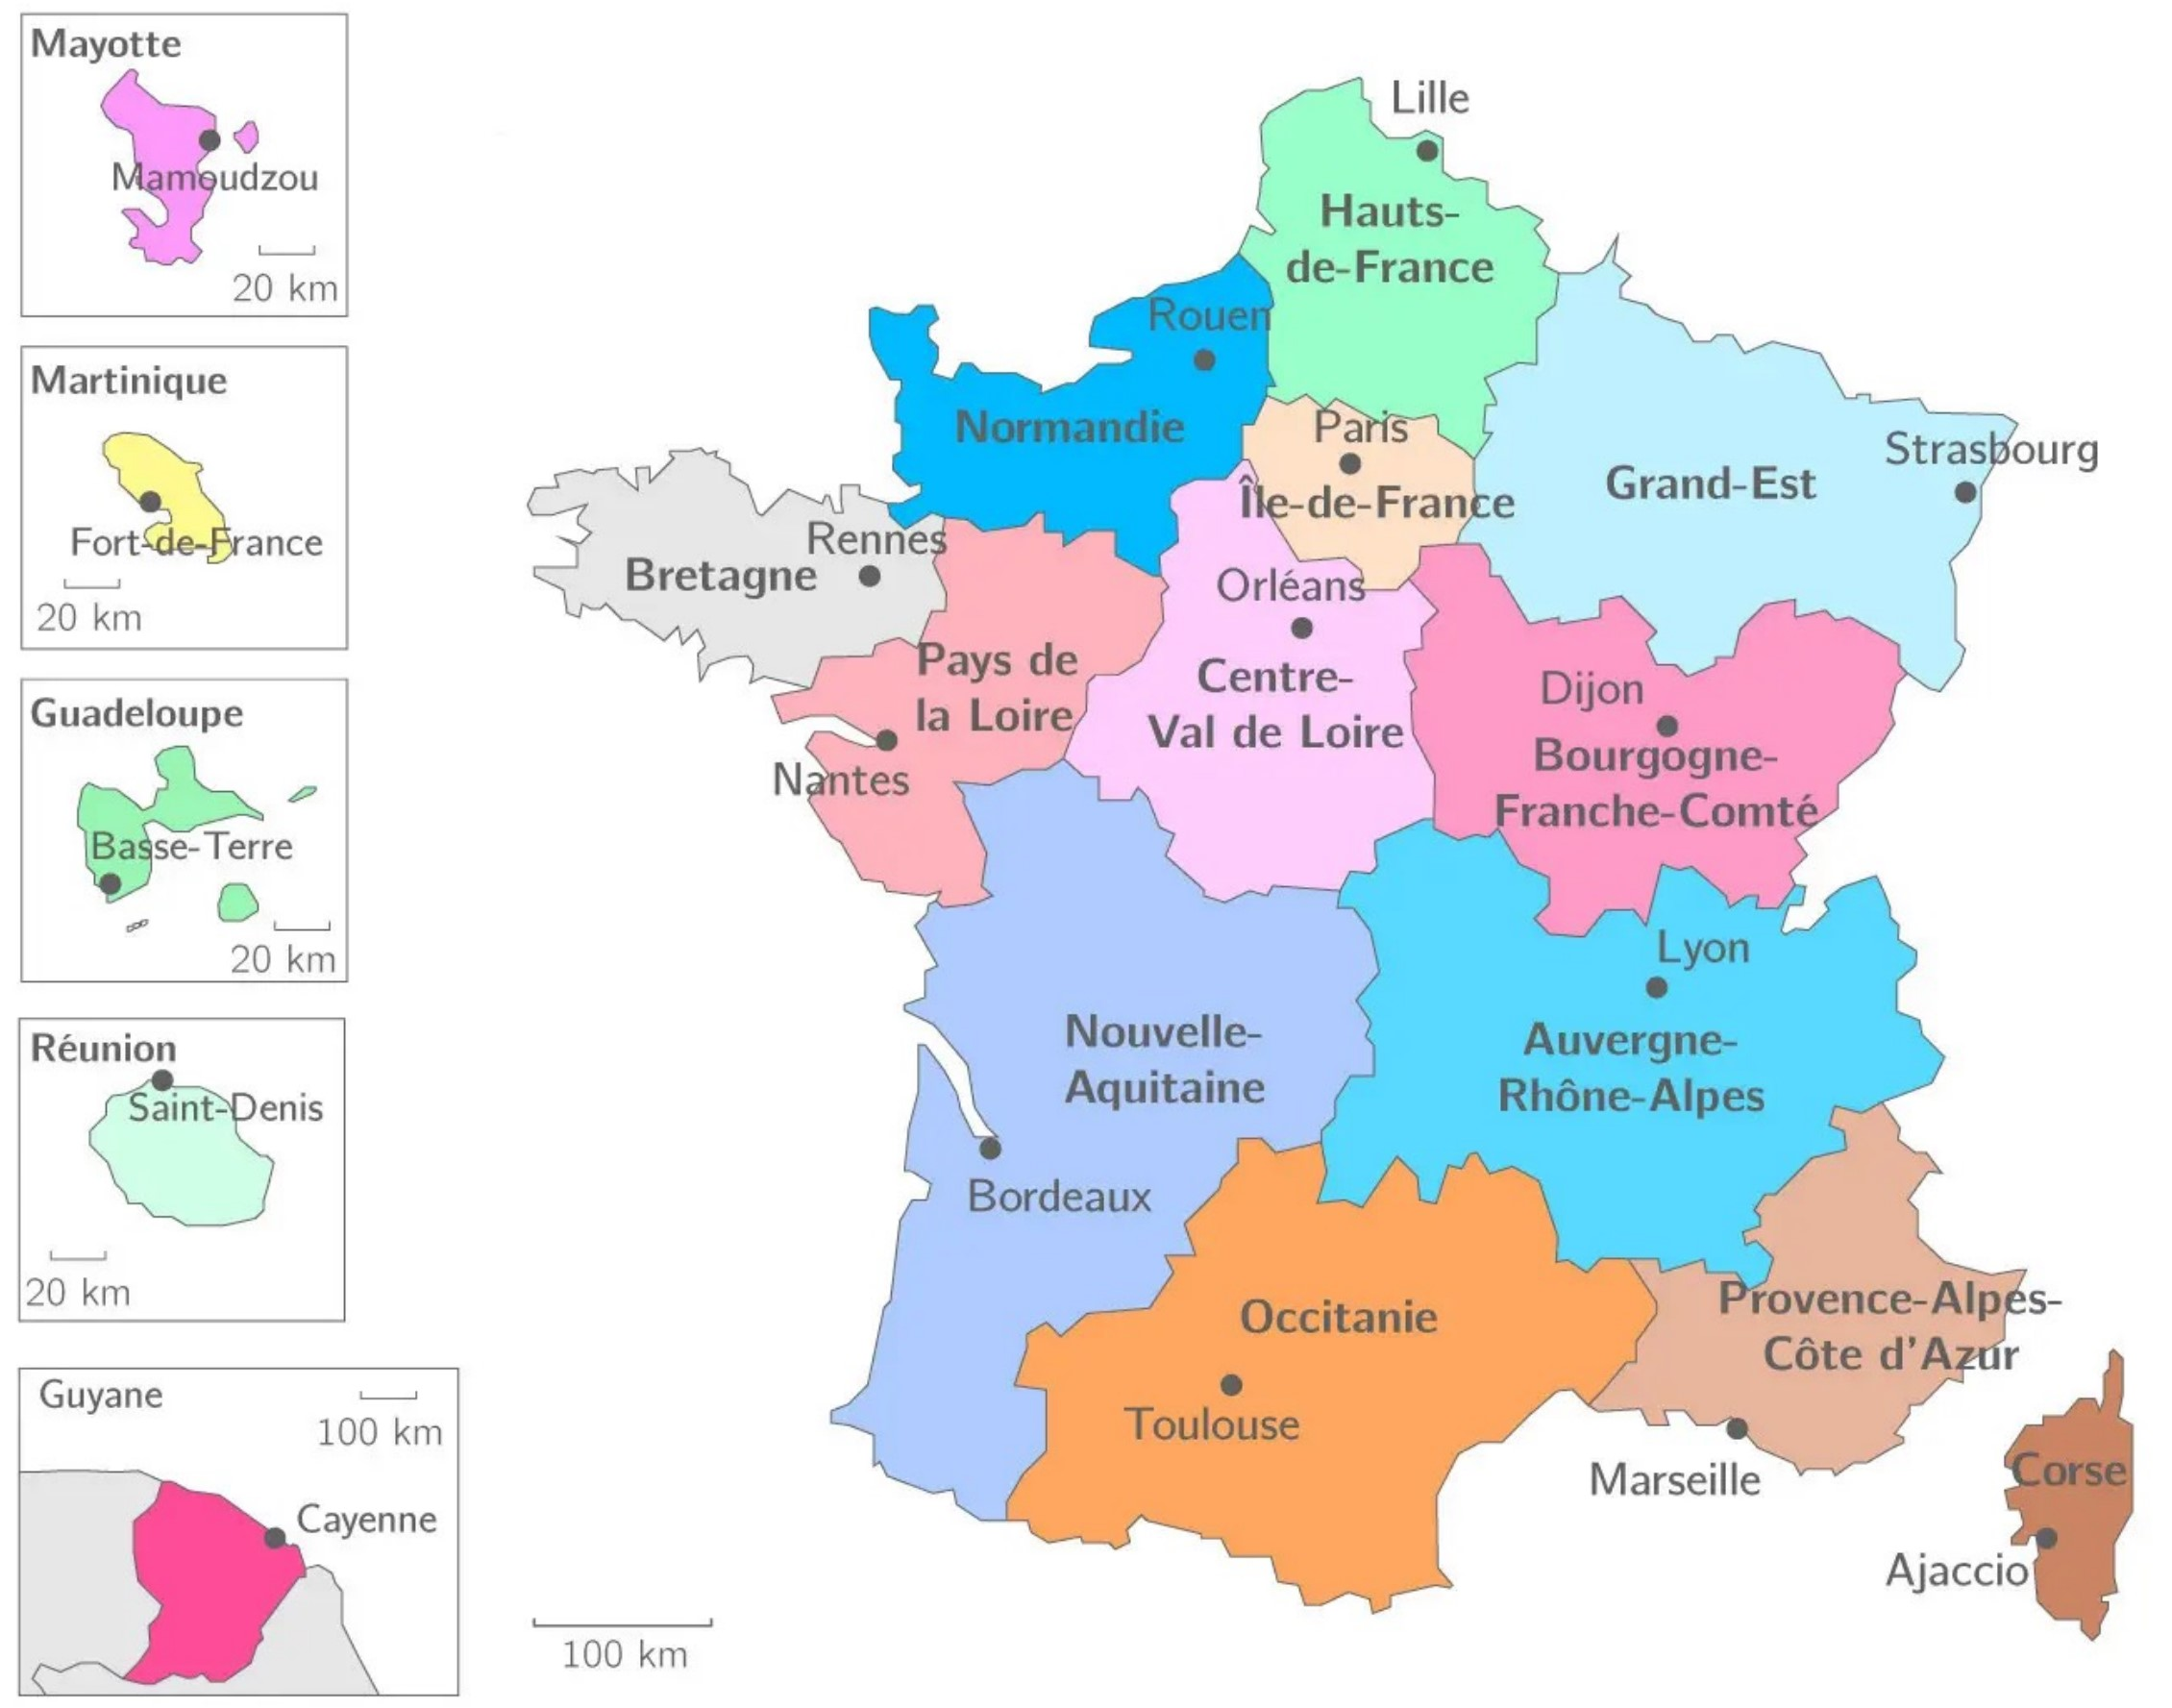 Mayotte
Mamoudzou
20 km
Martinique
Fort-de-France
20 km
Guadeloupe
Basse-Terre
20 km
Réunion
Saint-Denis
20 km
Guyane
100 km
Cayenne
Lille
Hauts-
de-France
Rouen
Normandie
Paris
Île-de-France
Grand-Est
Strasbourg
Rennes
Bretagne
Orléans
Pays de
la Loire
Nantes
Centre-
Val de Loire
Dijon
Bourgogne-
Franche-Comté
Lyon
Auvergne-
Rhône-Alpes
Nouvelle-
Aquitaine
Bordeaux
Occitanie
Toulouse
Provence-Alpes-
Côte d'Azur
Marseille
Corse
Ajaccio
100 km